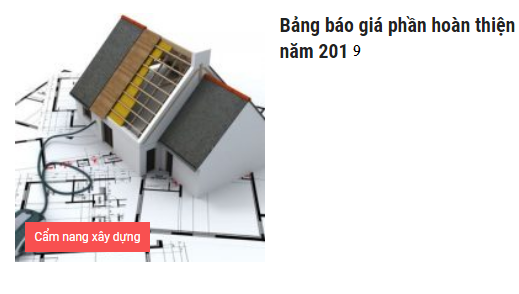 Bảng báo giá phần hoàn thiện
năm 201 9
Cẩm nang xây dựng